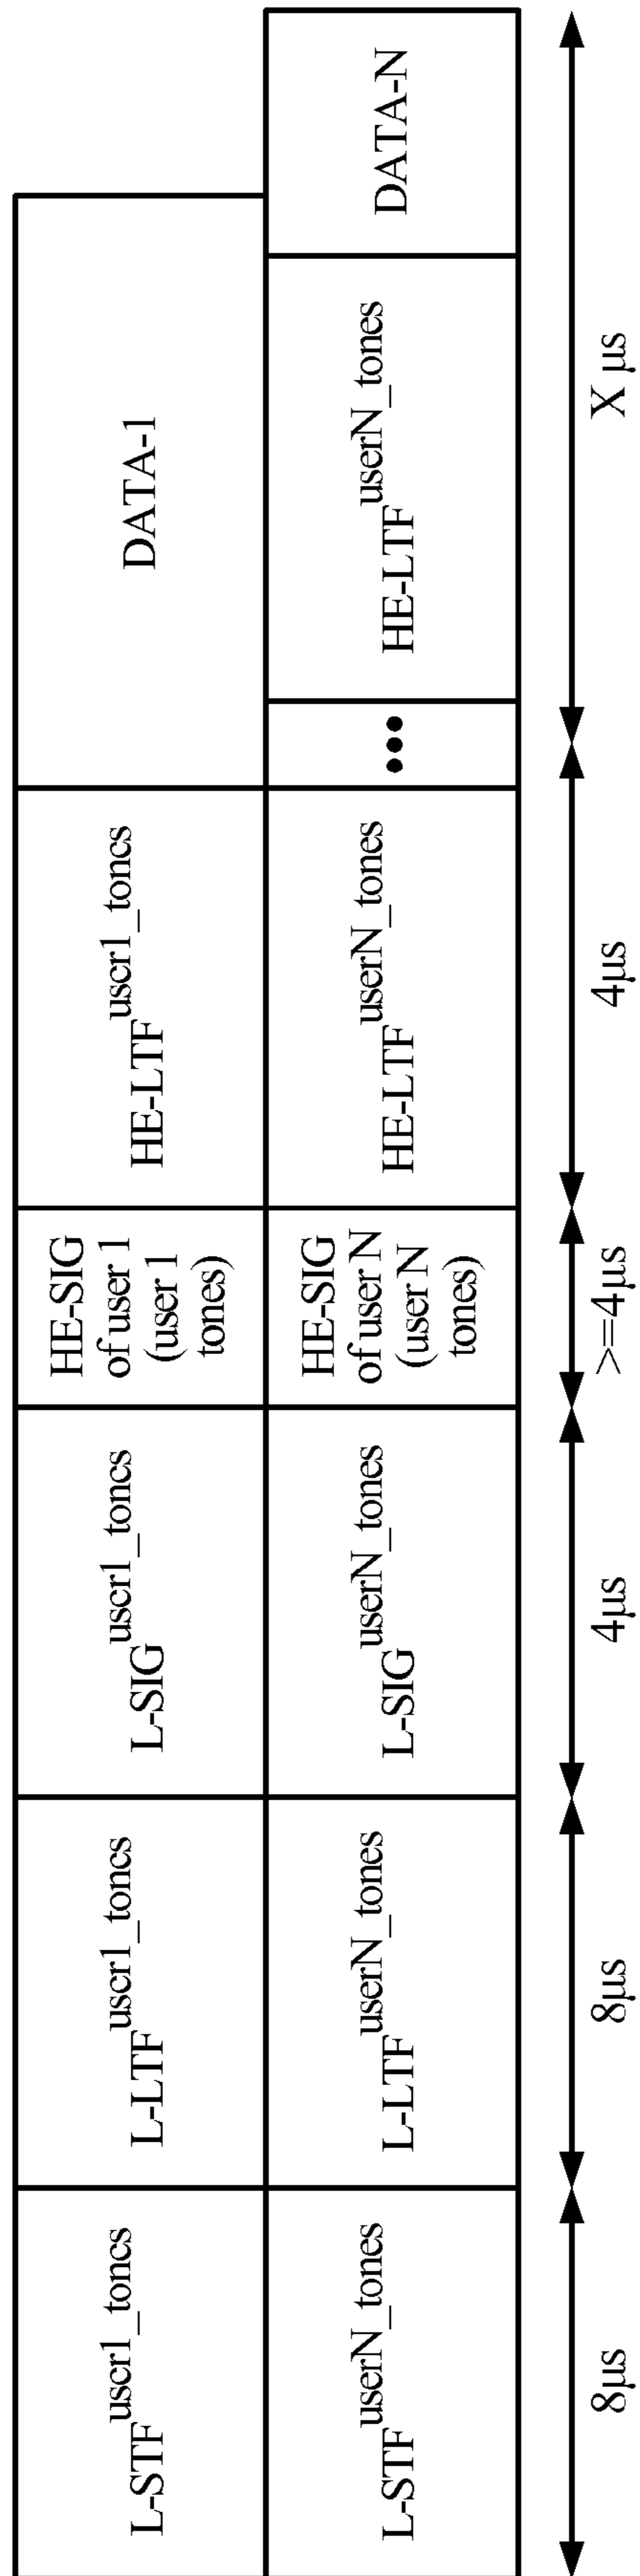 L-STF^user1_tones
L-LTF^user1_tones
L-SIG^user1_tones
HE-SIG
of user 1
(user 1
tones)
HE-LTF^user1_tones
DATA-1
L-STF^userN_tones
L-LTF^userN_tones
L-SIG^userN_tones
HE-SIG
of user N
(user N
tones)
HE-LTF^userN_tones
•••
HE-LTF^userN_tones
DATA-N
8μs
8μs
4μs
>=4μs
4μs
X μs